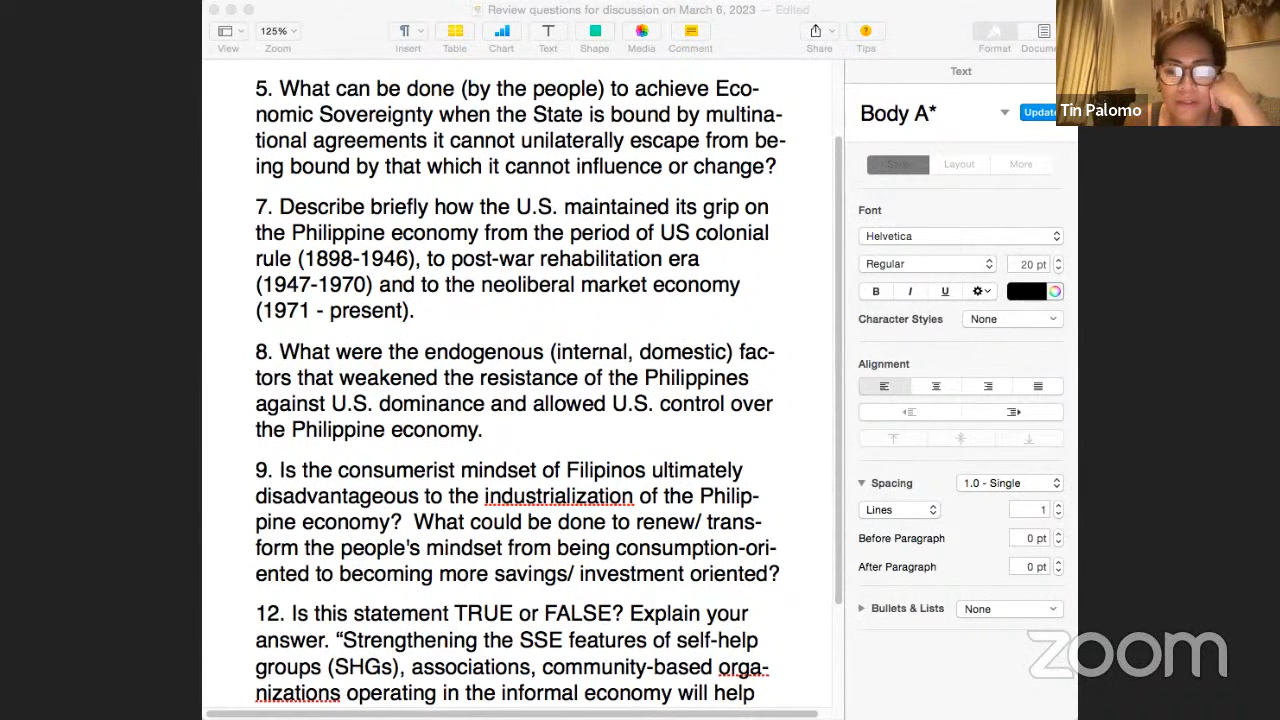 Review questions for discussion on March 6, 2023 — Edited
125%
View
Zoom
Insert
Table
Chart
Text
Shape
Media
Comment
Share
Tips
Format
Docume
5. What can be done (by the people) to achieve Eco-
nomic Sovereignty when the State is bound by multina-
tional agreements it cannot unilaterally escape from be-
ing bound by that which it cannot influence or change?
7. Describe briefly how the U.S. maintained its grip on
the Philippine economy from the period of US colonial
rule (1898-1946), to post-war rehabilitation era
(1947-1970) and to the neoliberal market economy
(1971 - present).
8. What were the endogenous (internal, domestic) fac-
tors that weakened the resistance of the Philippines
against U.S. dominance and allowed U.S. control over
the Philippine economy.
9. Is the consumerist mindset of Filipinos ultimately
disadvantageous to the industrialization of the Philip-
pine economy?  What could be done to renew/ trans-
form the people's mindset from being consumption-ori-
ented to becoming more savings/ investment oriented?
12. Is this statement TRUE or FALSE? Explain your
answer. “Strengthening the SSE features of self-help
groups (SHGs), associations, community-based orga-
nizations operating in the informal economy will help
Text
Body A*
Update
Tin Palomo
Style
Layout
More
Font
Helvetica
Regular
20 pt
B I U
Character Styles
None
Alignment
Spacing
1.0 - Single
Lines
1
Before Paragraph
0 pt
After Paragraph
0 pt
Bullets & Lists
None
zoom